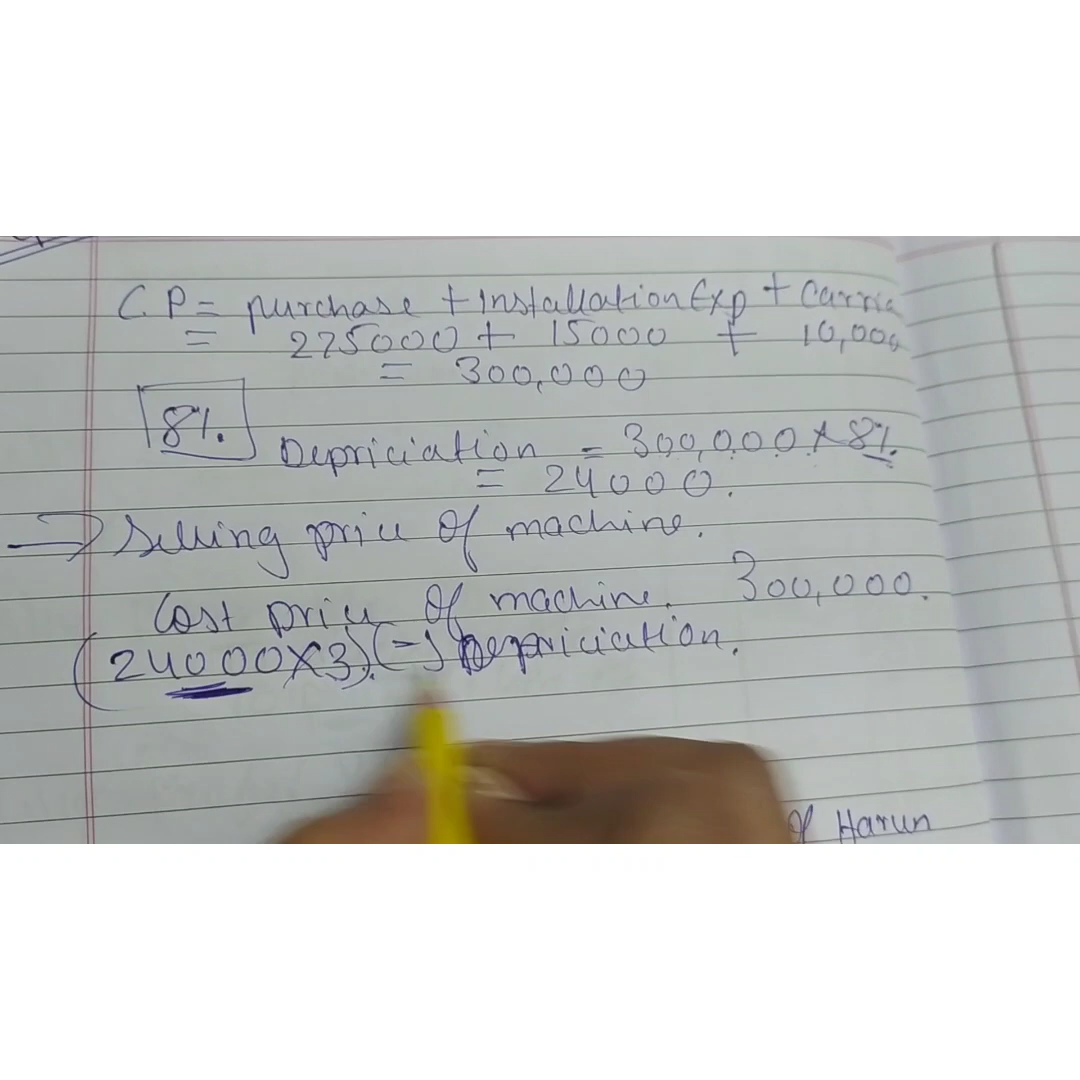 C.P = purchase + Installation Exp + Carria
= 275000 + 15000 + 10,000
= 300,000
8%.
Depriciation = 300,000 × 8%.
= 24000.
⇒ Selling price of machine.
Cost price of machine. 300,000.
(24000×3). (-) Depriciation.
of Harun